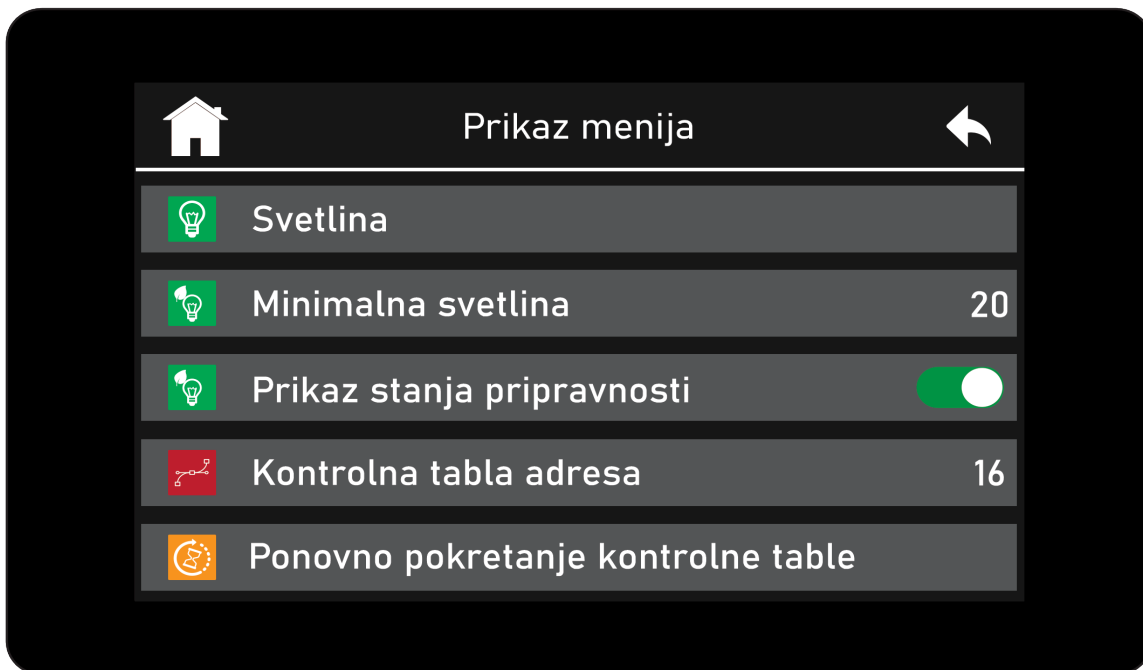 Prikaz menija
Svetlina
Minimalna svetlina 20
Prikaz stanja pripravnosti
Kontrolna tabla adresa 16
Ponovno pokretanje kontrolne table